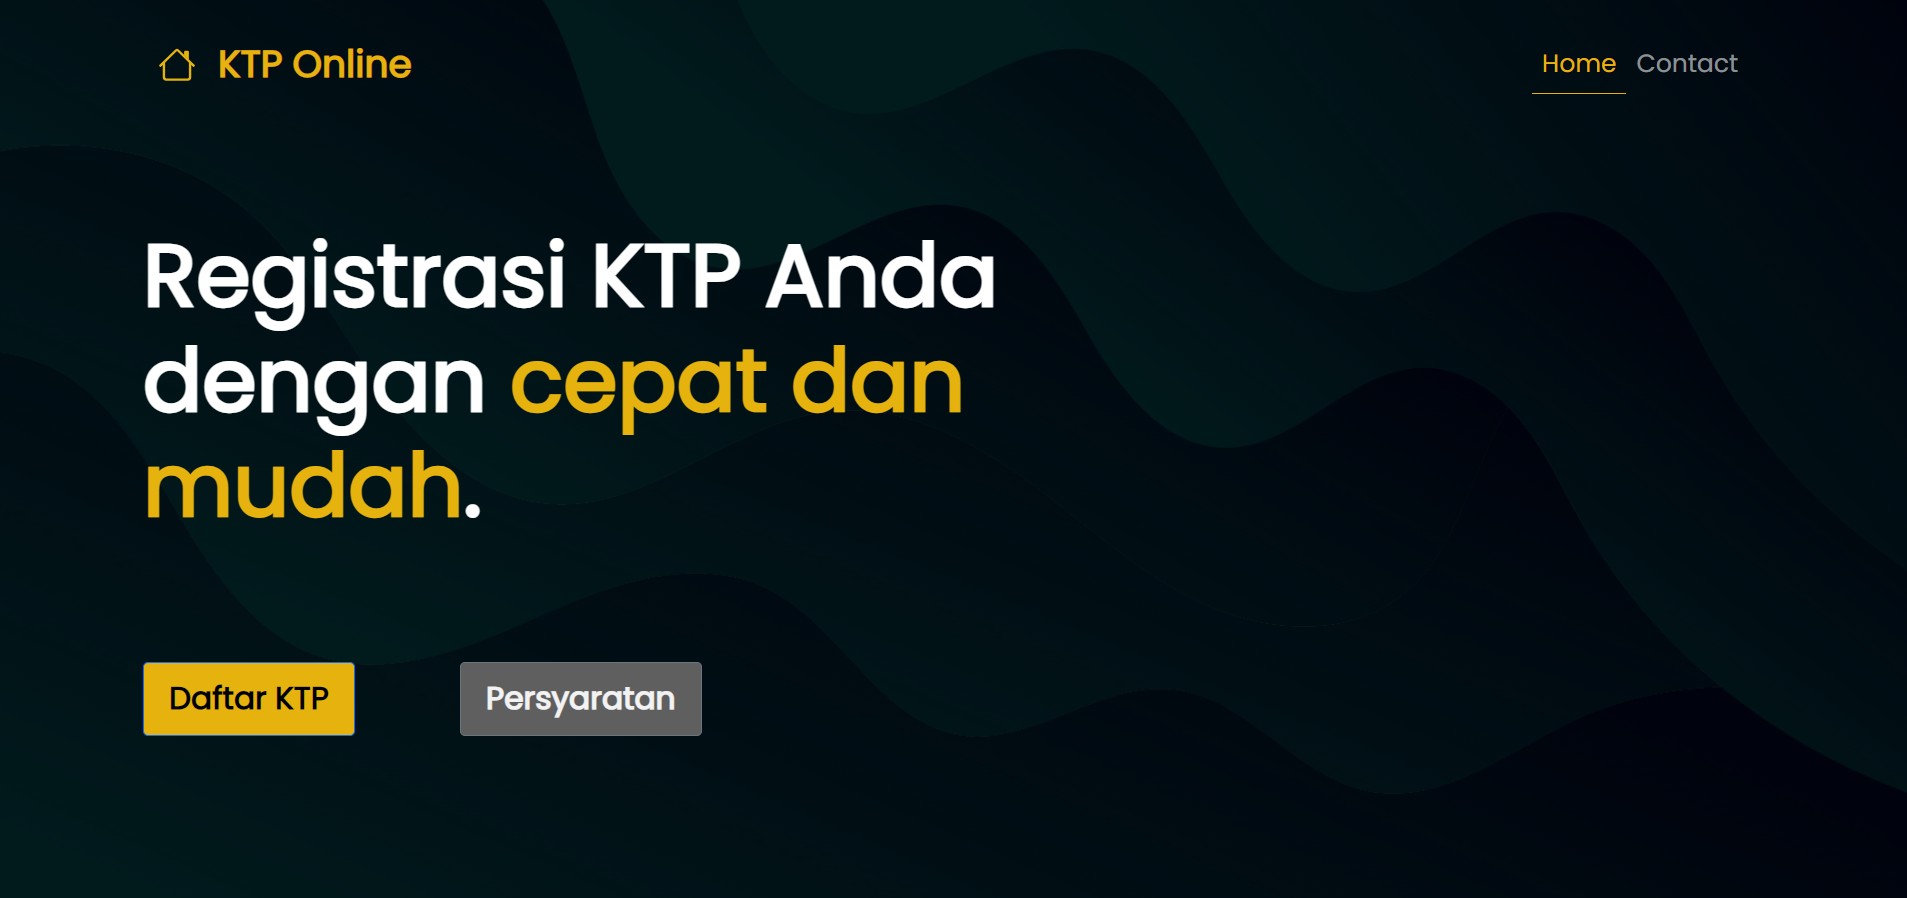 KTP Online
Home
Contact
Registrasi KTP Anda
dengan cepat dan
mudah.
Daftar KTP
Persyaratan